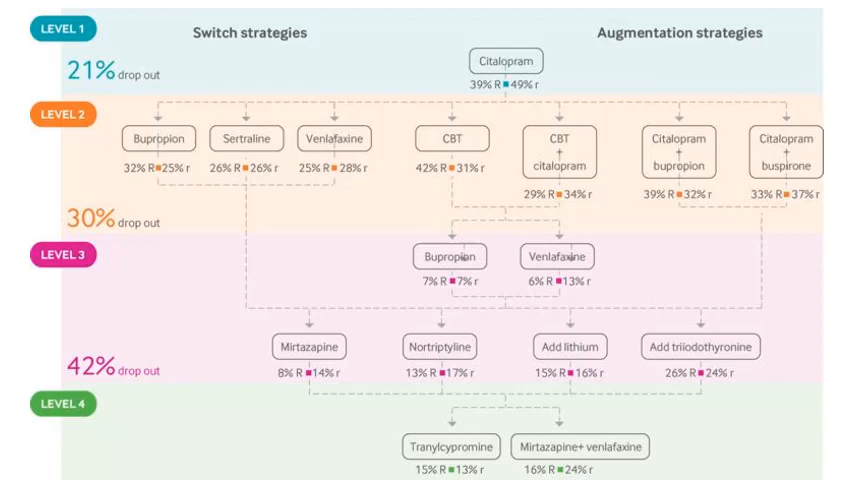 LEVEL 1
Switch strategies
Augmentation strategies
21% drop out
Citalopram
39% R 49% r
LEVEL 2
Bupropion
Sertraline
Venlafaxine
CBT
CBT
+
citalopram
Citalopram
+
bupropion
Citalopram
+
buspirone
32% R 25% r
26% R 26% r
25% R 28% r
42% R 31% r
29% R 34% r
39% R 32% r
33% R 37% r
30% drop out
LEVEL 3
Bupropion
Venlafaxine
7% R 7% r
6% R 13% r
Mirtazapine
Nortriptyline
Add lithium
Add triiodothyronine
42% drop out
8% R 14% r
13% R 17% r
15% R 16% r
26% R 24% r
LEVEL 4
Tranylcypromine
Mirtazapine+ venlafaxine
15% R 13% r
16% R 24% r